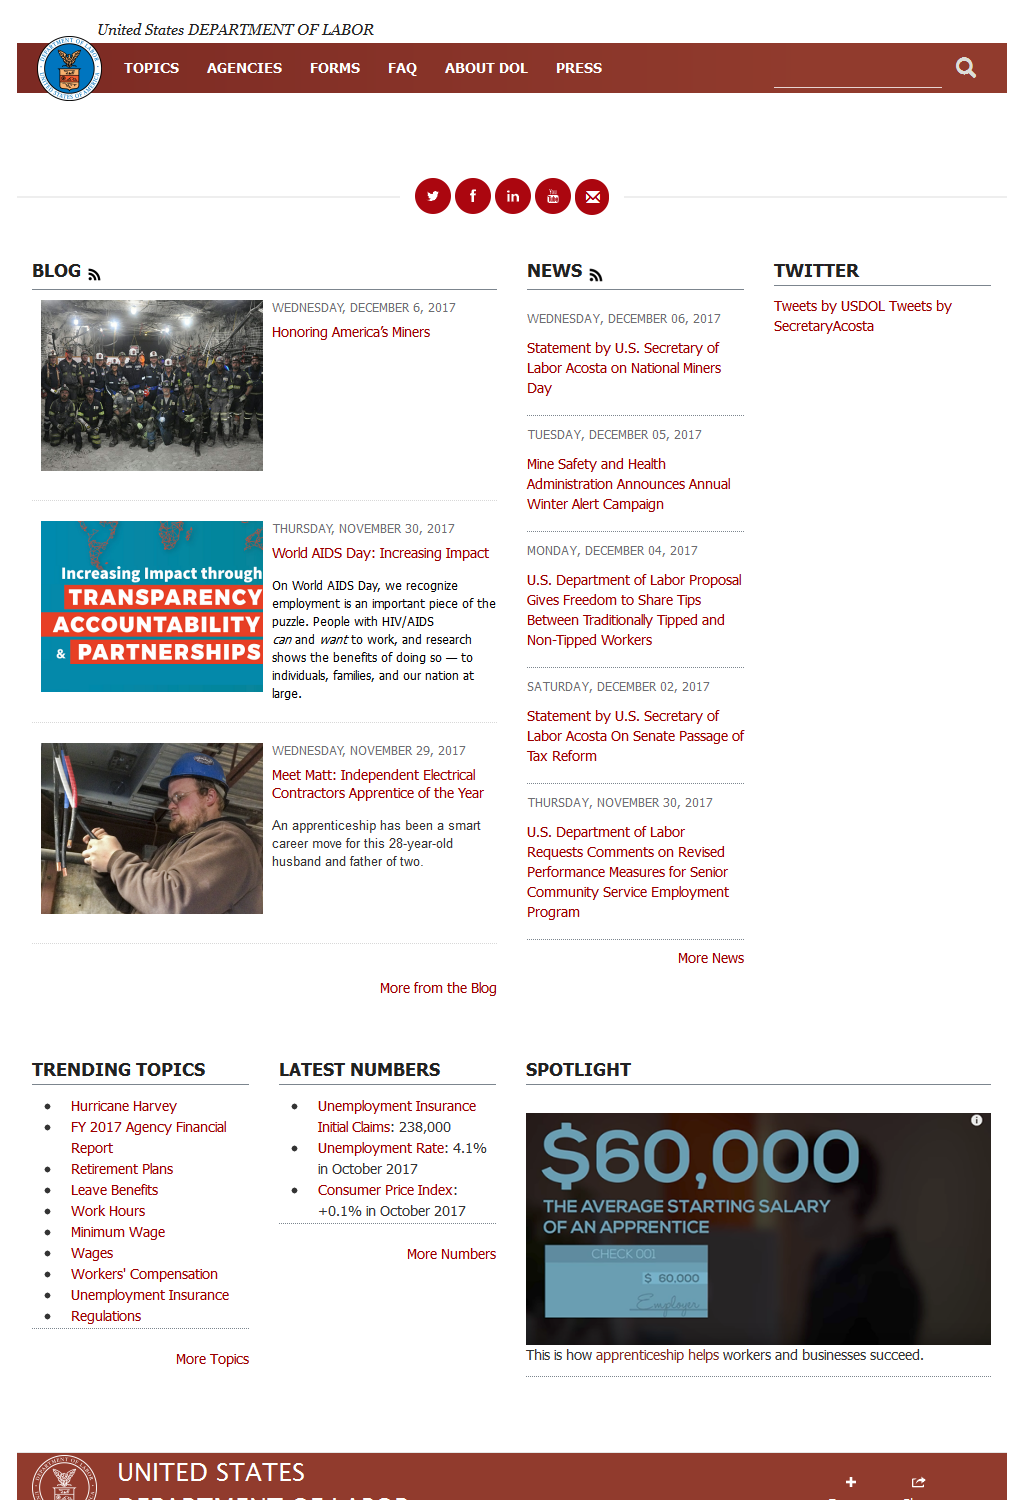 United States DEPARTMENT OF LABOR
TOPICS AGENCIES FORMS FAQ ABOUT DOL PRESS
BLOG
WEDNESDAY, DECEMBER 6, 2017
Honoring America’s Miners
THURSDAY, NOVEMBER 30, 2017
World AIDS Day: Increasing Impact
On World AIDS Day, we recognize
employment is an important piece of the
puzzle. People with HIV/AIDS
can and want to work, and research
shows the benefits of doing so — to
individuals, families, and our nation at
large.
Increasing Impact through
TRANSPARENCY
ACCOUNTABILITY
& PARTNERSHIPS
WEDNESDAY, NOVEMBER 29, 2017
Meet Matt: Independent Electrical
Contractors Apprentice of the Year
An apprenticeship has been a smart
career move for this 28-year-old
husband and father of two.
More from the Blog
NEWS
WEDNESDAY, DECEMBER 06, 2017
Statement by U.S. Secretary of
Labor Acosta on National Miners
Day
TUESDAY, DECEMBER 05, 2017
Mine Safety and Health
Administration Announces Annual
Winter Alert Campaign
MONDAY, DECEMBER 04, 2017
U.S. Department of Labor Proposal
Gives Freedom to Share Tips
Between Traditionally Tipped and
Non-Tipped Workers
SATURDAY, DECEMBER 02, 2017
Statement by U.S. Secretary of
Labor Acosta On Senate Passage of
Tax Reform
THURSDAY, NOVEMBER 30, 2017
U.S. Department of Labor
Requests Comments on Revised
Performance Measures for Senior
Community Service Employment
Program
More News
TWITTER
Tweets by USDOL Tweets by
SecretaryAcosta
TRENDING TOPICS
Hurricane Harvey
FY 2017 Agency Financial
Report
Retirement Plans
Leave Benefits
Work Hours
Minimum Wage
Wages
Workers' Compensation
Unemployment Insurance
Regulations
More Topics
LATEST NUMBERS
Unemployment Insurance
Initial Claims: 238,000
Unemployment Rate: 4.1%
in October 2017
Consumer Price Index:
+0.1% in October 2017
More Numbers
SPOTLIGHT
$60,000
THE AVERAGE STARTING SALARY
OF AN APPRENTICE
CHECK 001
$ 60,000
Employer
This is how apprenticeship helps workers and businesses succeed.
UNITED STATES
DEPARTMENT OF LABOR